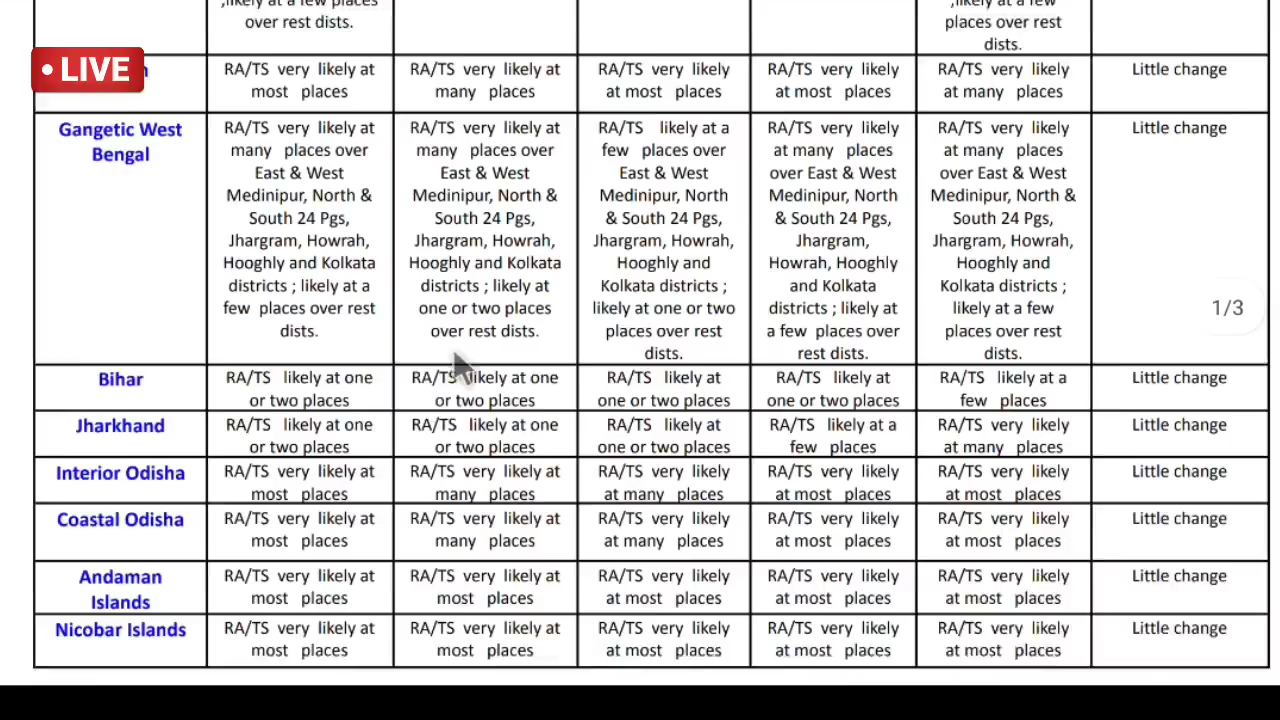 ,likely at a few places
over rest dists.
,likely at a few
places over rest
dists.
• LIVE
RA/TS very likely at
most places
RA/TS very likely at
many places
RA/TS very likely
at most places
RA/TS very likely
at most places
RA/TS very likely
at many places
Little change
Gangetic West
Bengal
RA/TS very likely at
many places over
East & West
Medinipur, North &
South 24 Pgs,
Jhargram, Howrah,
Hooghly and Kolkata
districts ; likely at a
few places over rest
dists.
RA/TS very likely at
many places over
East & West
Medinipur, North &
South 24 Pgs,
Jhargram, Howrah,
Hooghly and Kolkata
districts ; likely at
one or two places
over rest dists.
RA/TS likely at a
few places over
East & West
Medinipur, North
& South 24 Pgs,
Jhargram, Howrah,
Hooghly and
Kolkata districts ;
likely at one or two
places over rest
dists.
RA/TS very likely
at many places
over East & West
Medinipur, North
& South 24 Pgs,
Jhargram,
Howrah, Hooghly
and Kolkata
districts ; likely at
a few places over
rest dists.
RA/TS very likely
at many places
over East & West
Medinipur, North &
South 24 Pgs,
Jhargram, Howrah,
Hooghly and
Kolkata districts ;
likely at a few
places over rest
dists.
Little change
1/3
Bihar
RA/TS likely at one
or two places
RA/TS likely at one
or two places
RA/TS likely at
one or two places
RA/TS likely at
one or two places
RA/TS likely at a
few places
Little change
Jharkhand
RA/TS likely at one
or two places
RA/TS likely at one
or two places
RA/TS likely at
one or two places
RA/TS likely at a
few places
RA/TS very likely
at many places
Little change
Interior Odisha
RA/TS very likely at
most places
RA/TS very likely at
many places
RA/TS very likely
at many places
RA/TS very likely
at most places
RA/TS very likely
at most places
Little change
Coastal Odisha
RA/TS very likely at
most places
RA/TS very likely at
many places
RA/TS very likely
at many places
RA/TS very likely
at most places
RA/TS very likely
at most places
Little change
Andaman
Islands
RA/TS very likely at
most places
RA/TS very likely at
most places
RA/TS very likely
at most places
RA/TS very likely
at most places
RA/TS very likely
at most places
Little change
Nicobar Islands
RA/TS very likely at
most places
RA/TS very likely at
most places
RA/TS very likely
at most places
RA/TS very likely
at most places
RA/TS very likely
at most places
Little change